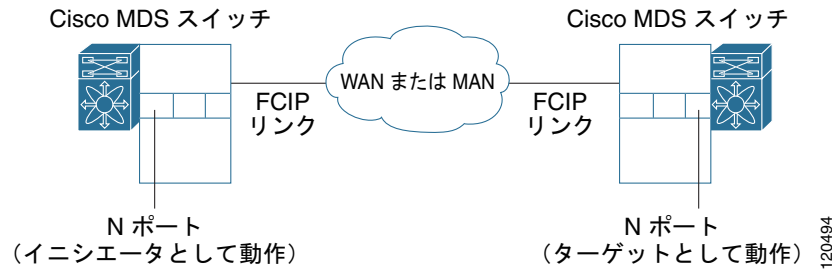 Cisco MDS スイッチ
Cisco MDS スイッチ
WAN または MAN
FCIP
リンク
FCIP
リンク
N ポート
（イニシエータとして動作）
N ポート
（ターゲットとして動作）
120494